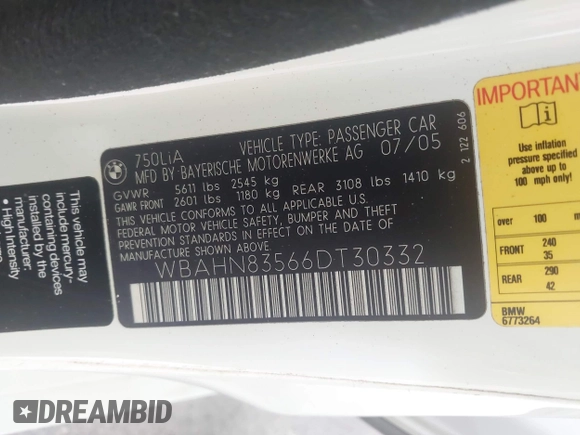 This vehicle may
include mercury-
containing devices
installed by the
manufacturer:
• High Intensity
750LiA VEHICLE TYPE: PASSENGER CAR
MFD BY BAYERISCHE MOTORENWERKE AG 07/05
GVWR 5611 lbs 2545 kg
GAWR FRONT 2601 lbs 1180 kg REAR 3108 lbs 1410 kg
THIS VEHICLE CONFORMS TO ALL APPLICABLE U.S.
FEDERAL MOTOR VEHICLE SAFETY, BUMPER AND THEFT
PREVENTION STANDARDS IN EFFECT ON THE DATE OF
MANUFACTURE SHOWN ABOVE.
WBAHN83566DT30332
2 122 606
IMPORTANT
Use inflation
pressure specified
above up to
100 mph only!
over 100
FRONT 240
35
REAR 290
42
BMW
6773264
DREAMBID